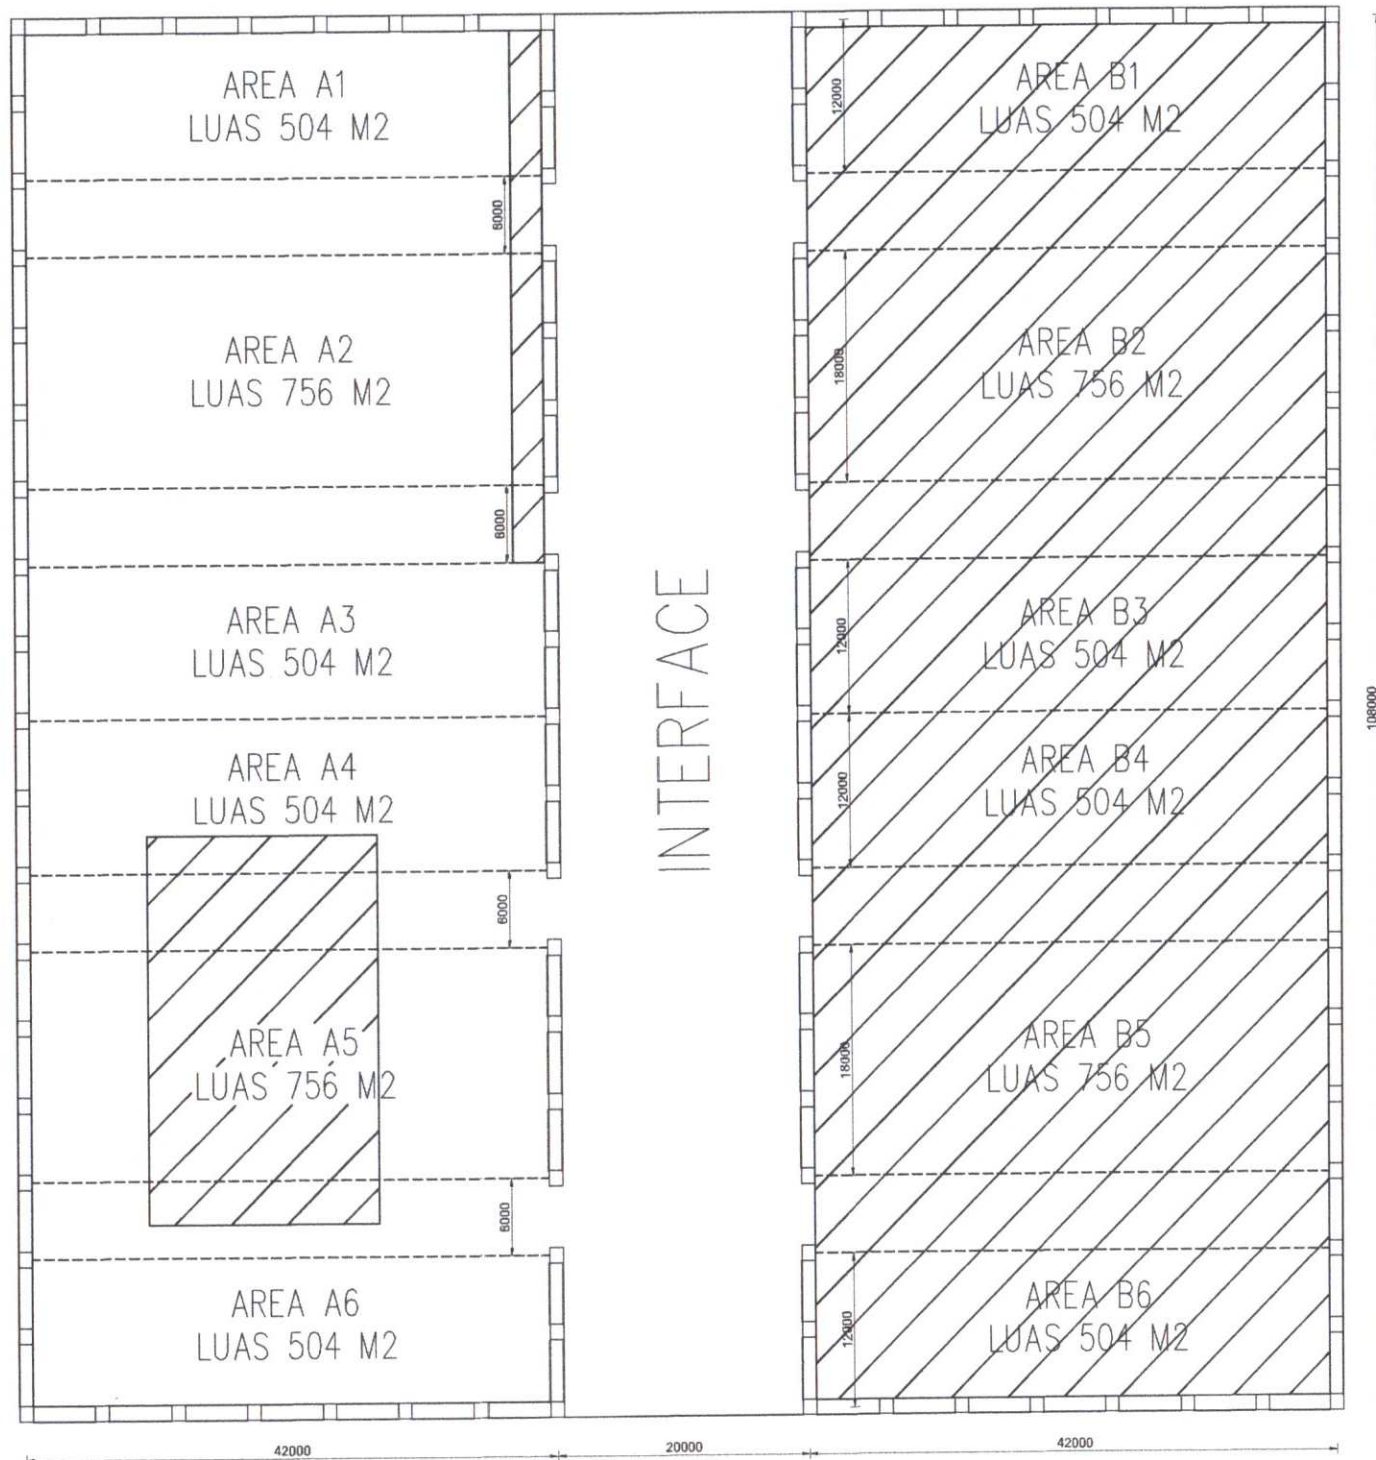 AREA A1
LUAS 504 M2
AREA B1
LUAS 504 M2
12000
6000
AREA A2
LUAS 756 M2
AREA B2
LUAS 756 M2
18000
6000
INTERFACE
AREA A3
LUAS 504 M2
AREA B3
LUAS 504 M2
12000
108000
AREA A4
LUAS 504 M2
AREA B4
LUAS 504 M2
12000
6000
AREA A5
LUAS 756 M2
AREA B5
LUAS 756 M2
18000
6000
AREA A6
LUAS 504 M2
AREA B6
LUAS 504 M2
12000
42000
20000
42000